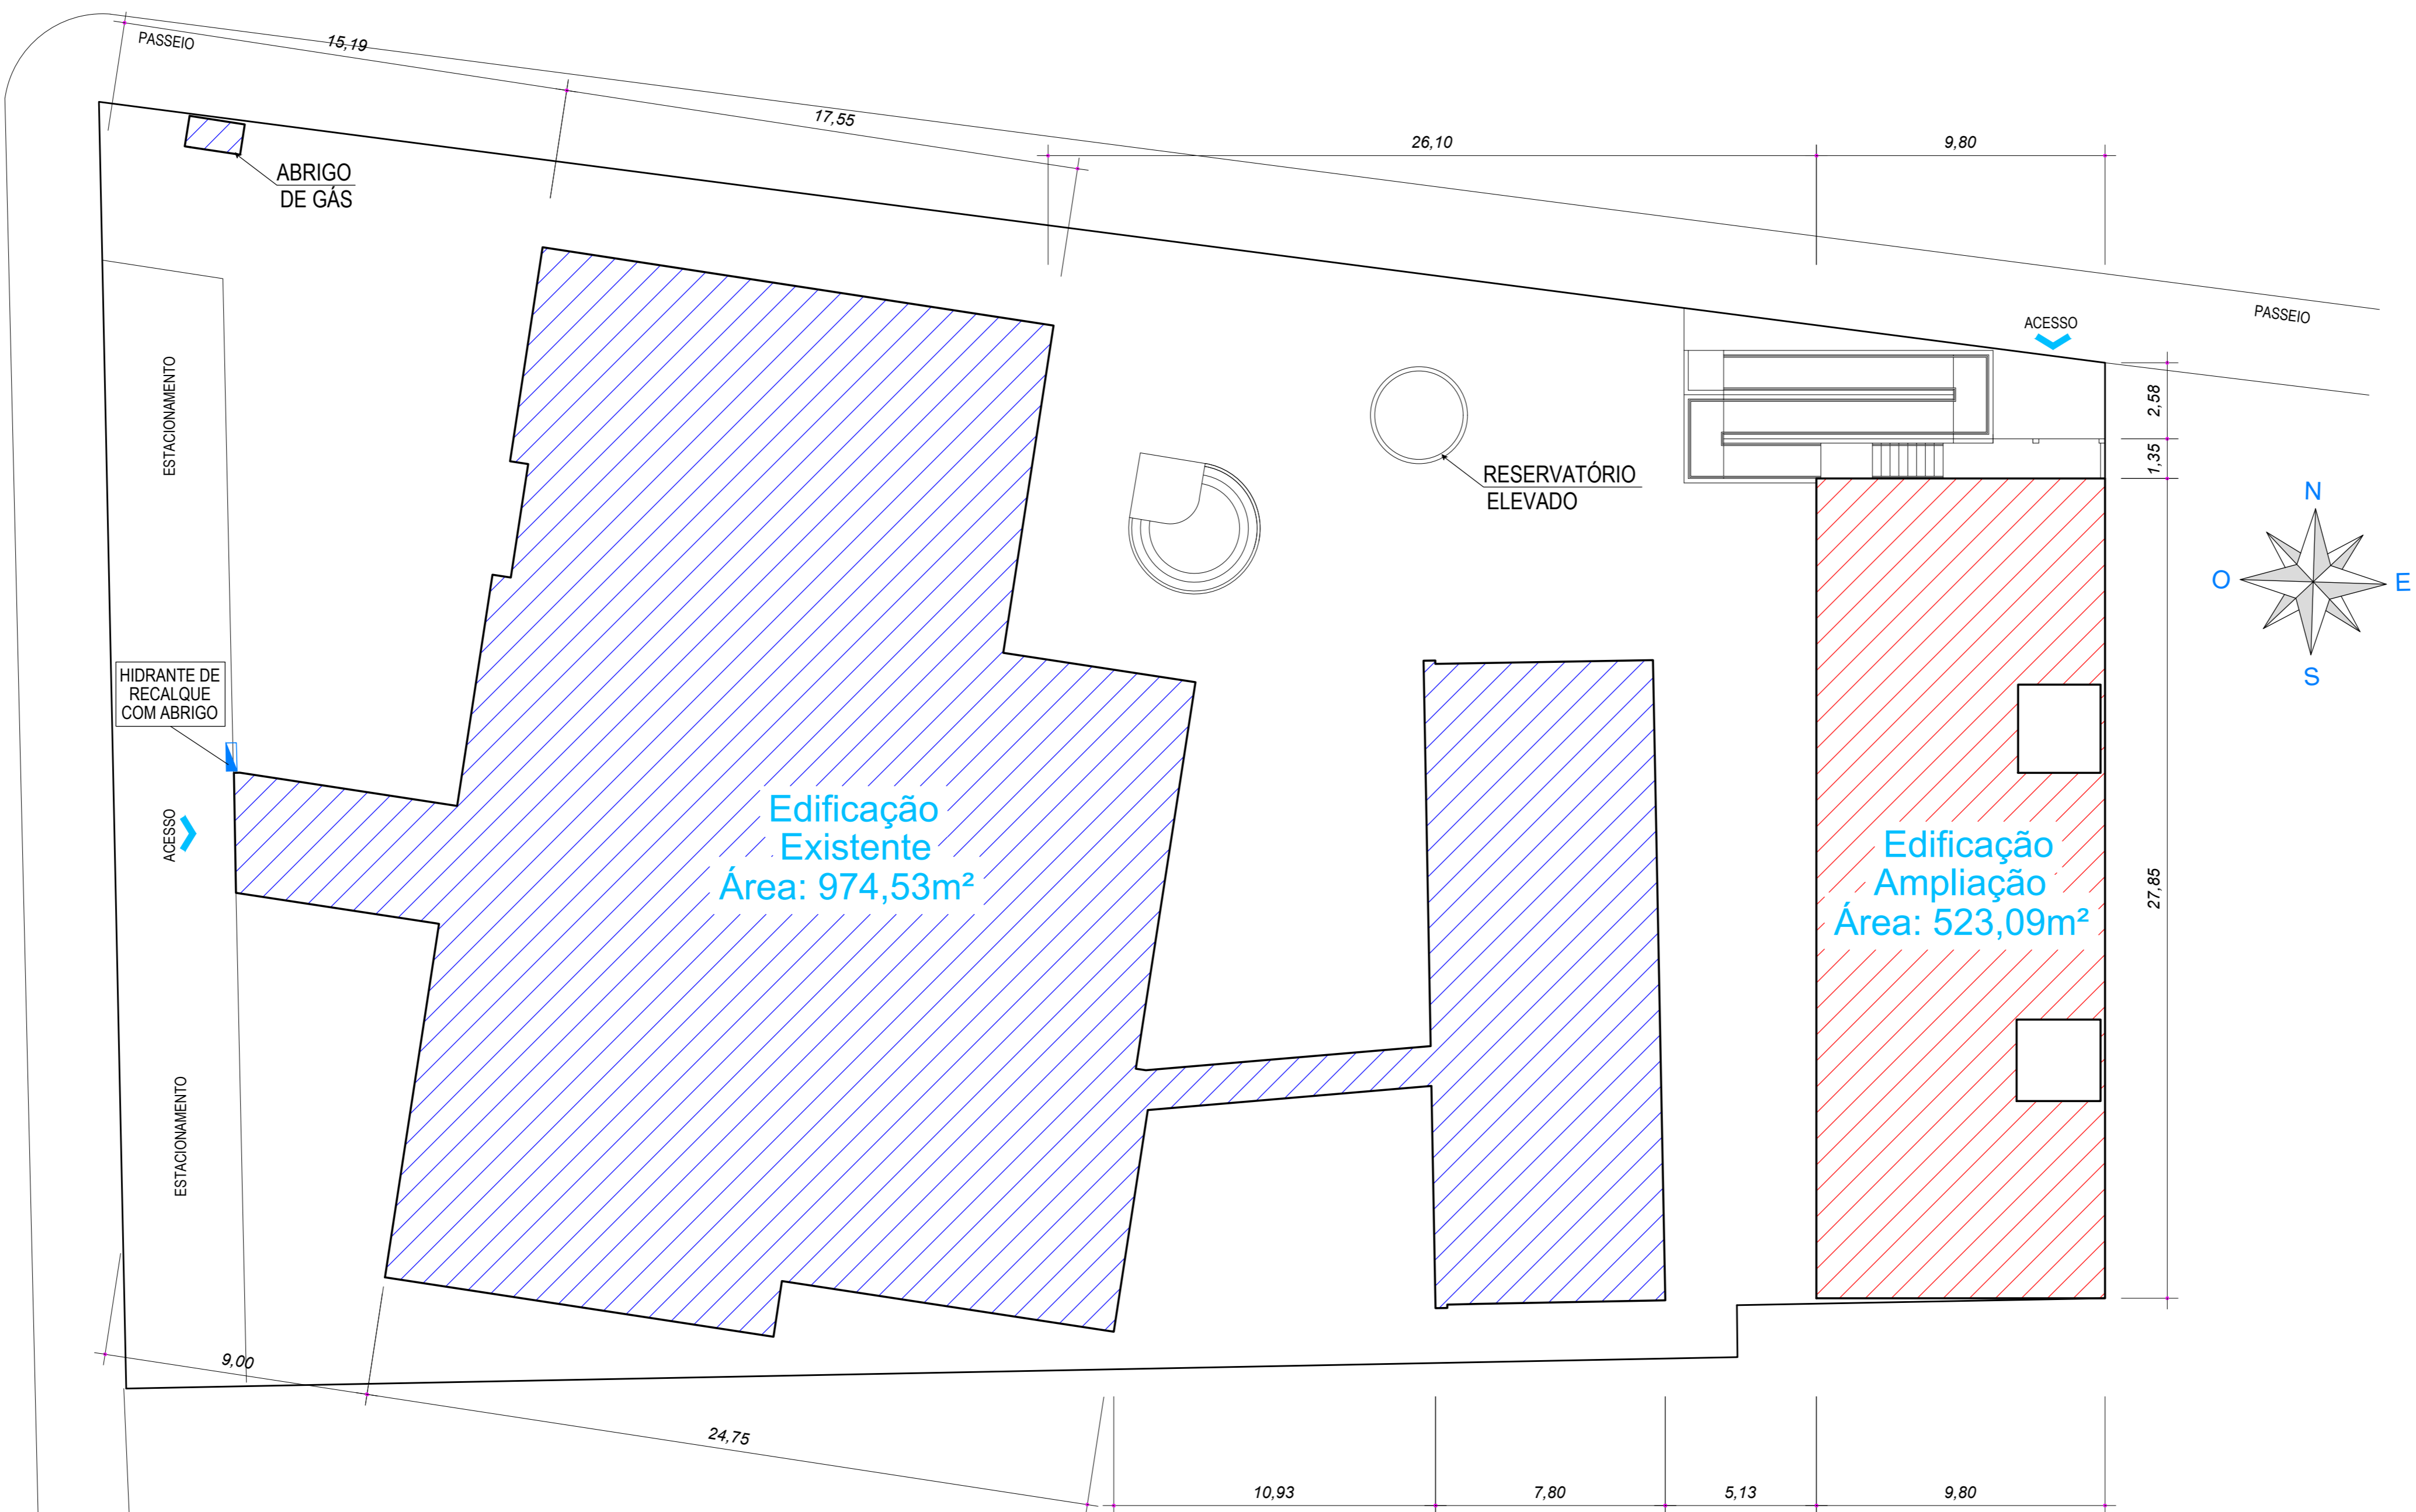 PASSEIO
15,19
17,55
26,10
9,80
ABRIGO
DE GÁS
PASSEIO
ACESSO
2,58
1,35
ESTACIONAMENTO
RESERVATÓRIO
ELEVADO
N
O
E
S
HIDRANTE DE
RECALQUE
COM ABRIGO
ACESSO
Edificação
Existente
Área: 974,53m²
Edificação
Ampliação
Área: 523,09m²
27,85
ESTACIONAMENTO
9,00
24,75
10,93
7,80
5,13
9,80